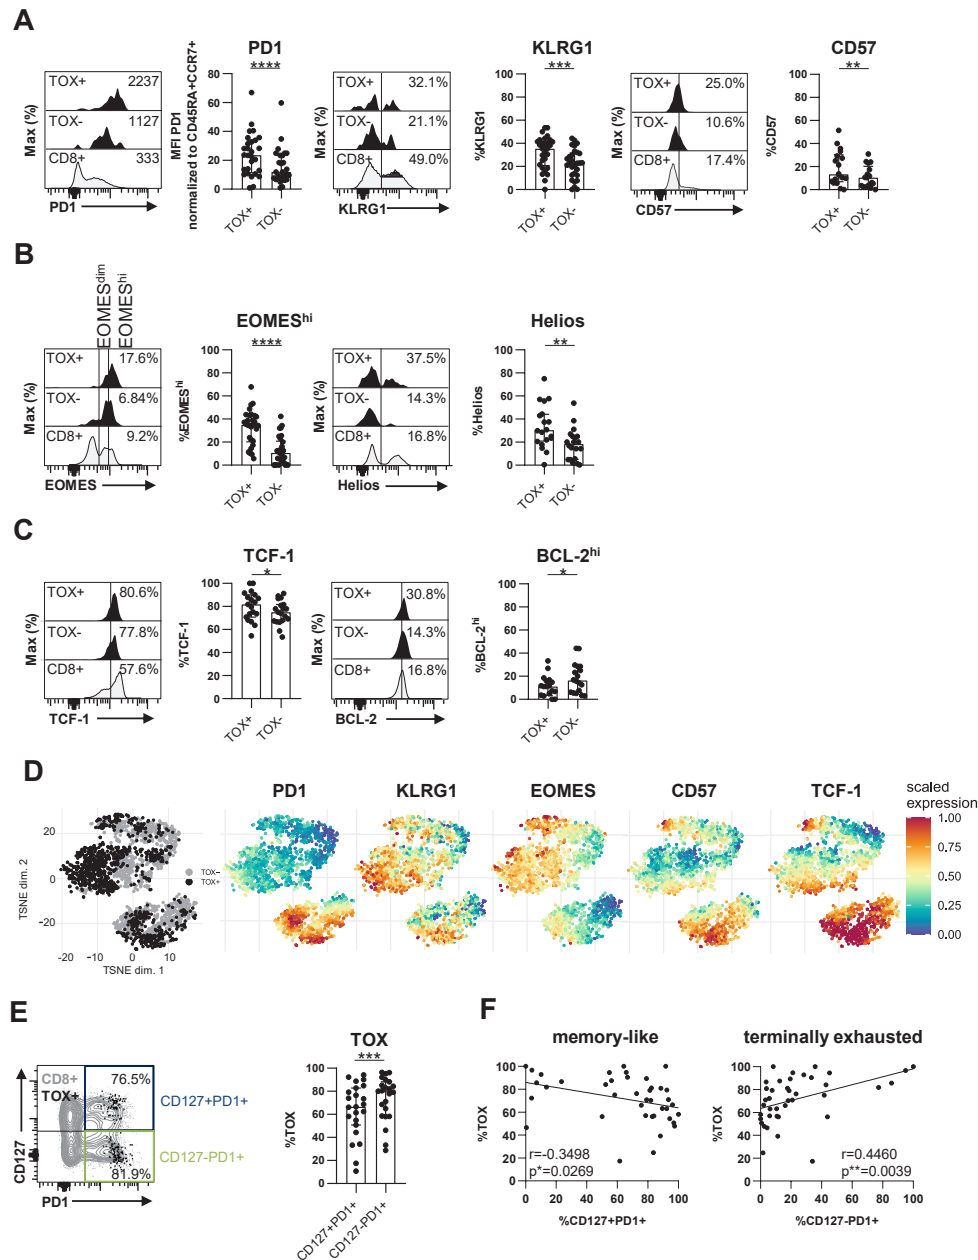 A
PD1
****
TOX+ 2237
TOX- 1127
CD8+ 333
Max (%)
PD1
MFI PD1
normalized to CD45RA+CCR7+
100
80
60
40
20
0
TOX+
TOX-
KLRG1
***
TOX+ 32.1%
TOX- 21.1%
CD8+ 49.0%
Max (%)
KLRG1
%KLRG1
100
80
60
40
20
0
TOX+
TOX-
CD57
**
TOX+ 25.0%
TOX- 10.6%
CD8+ 17.4%
Max (%)
CD57
%CD57
100
80
60
40
20
0
TOX+
TOX-
B
EOMESdim
EOMEShi
TOX+ 17.6%
TOX- 6.84%
CD8+ 9.2%
Max (%)
EOMES
EOMEShi
****
%EOMEShi
100
80
60
40
20
0
TOX+
TOX-
TOX+ 37.5%
TOX- 14.3%
CD8+ 16.8%
Max (%)
Helios
Helios
**
%Helios
100
80
60
40
20
0
TOX+
TOX-
C
TOX+ 80.6%
TOX- 77.8%
CD8+ 57.6%
Max (%)
TCF-1
TCF-1
*
%TCF-1
100
80
60
40
20
0
TOX+
TOX-
TOX+ 30.8%
TOX- 14.3%
CD8+ 16.8%
Max (%)
BCL-2
BCL-2hi
*
%BCL-2hi
100
80
60
40
20
0
TOX+
TOX-
D
PD1 KLRG1 EOMES CD57 TCF-1
scaled
expression
1.00
0,75
0.50
0.25
0.00
TSNE dim. 2
20
0
-20
-20 -10 0 10
TSNE dim. 1
TOX-
TOX+
E
CD8+
TOX+
76.5%
81.9%
CD127
PD1
CD127+PD1+
CD127-PD1+
TOX
***
%TOX
100
80
60
40
20
0
CD127+PD1+
CD127-PD1+
F
memory-like
%TOX
100
80
60
40
20
0
r=-0.3498
p*=0.0269
0 20 40 60 80 100
%CD127+PD1+
terminally exhausted
%TOX
100
80
60
40
20
0
r=0.4460
p**=0.0039
0 20 40 60 80 100
%CD127-PD1+